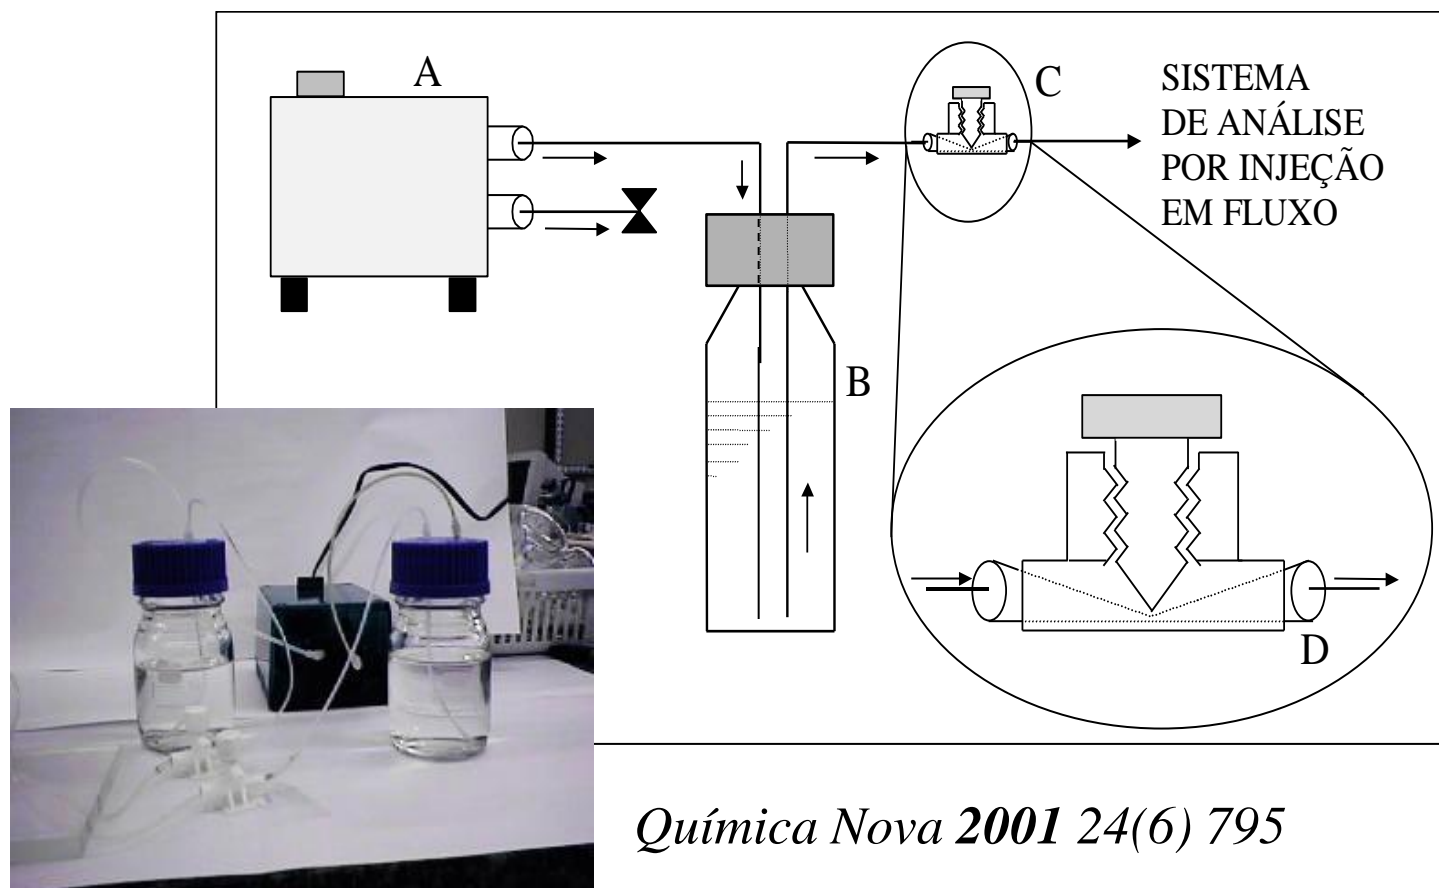 A
C
SISTEMA
DE ANÁLISE
POR INJEÇÃO
EM FLUXO
B
D
Química Nova 2001 24(6) 795